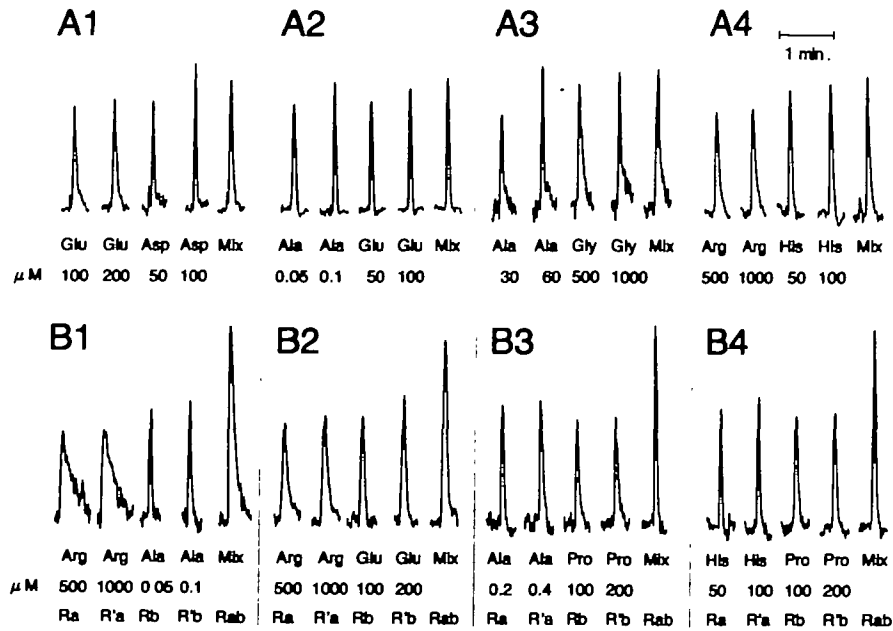 A1 A2 A3 A4
1 min.
Glu Glu Asp Asp Mix Ala Ala Glu Glu Mix Ala Ala Gly Gly Mix Arg Arg His His Mix
μM 100 200 50 100 0.05 0.1 50 100 30 60 500 1000 500 1000 50 100
B1 B2 B3 B4
Arg Arg Ala Ala Mix Arg Arg Glu Glu Mix Ala Ala Pro Pro Mix His His Pro Pro Mix
μM 500 1000 0 05 0.1 500 1000 100 200 0.2 0.4 100 200 50 100 100 200
Ra R'a Rb R'b Rab Ra R'a Rb R'b Rab Ra R'a Rb R'b Rab Ra R'a Rb R'b Rab